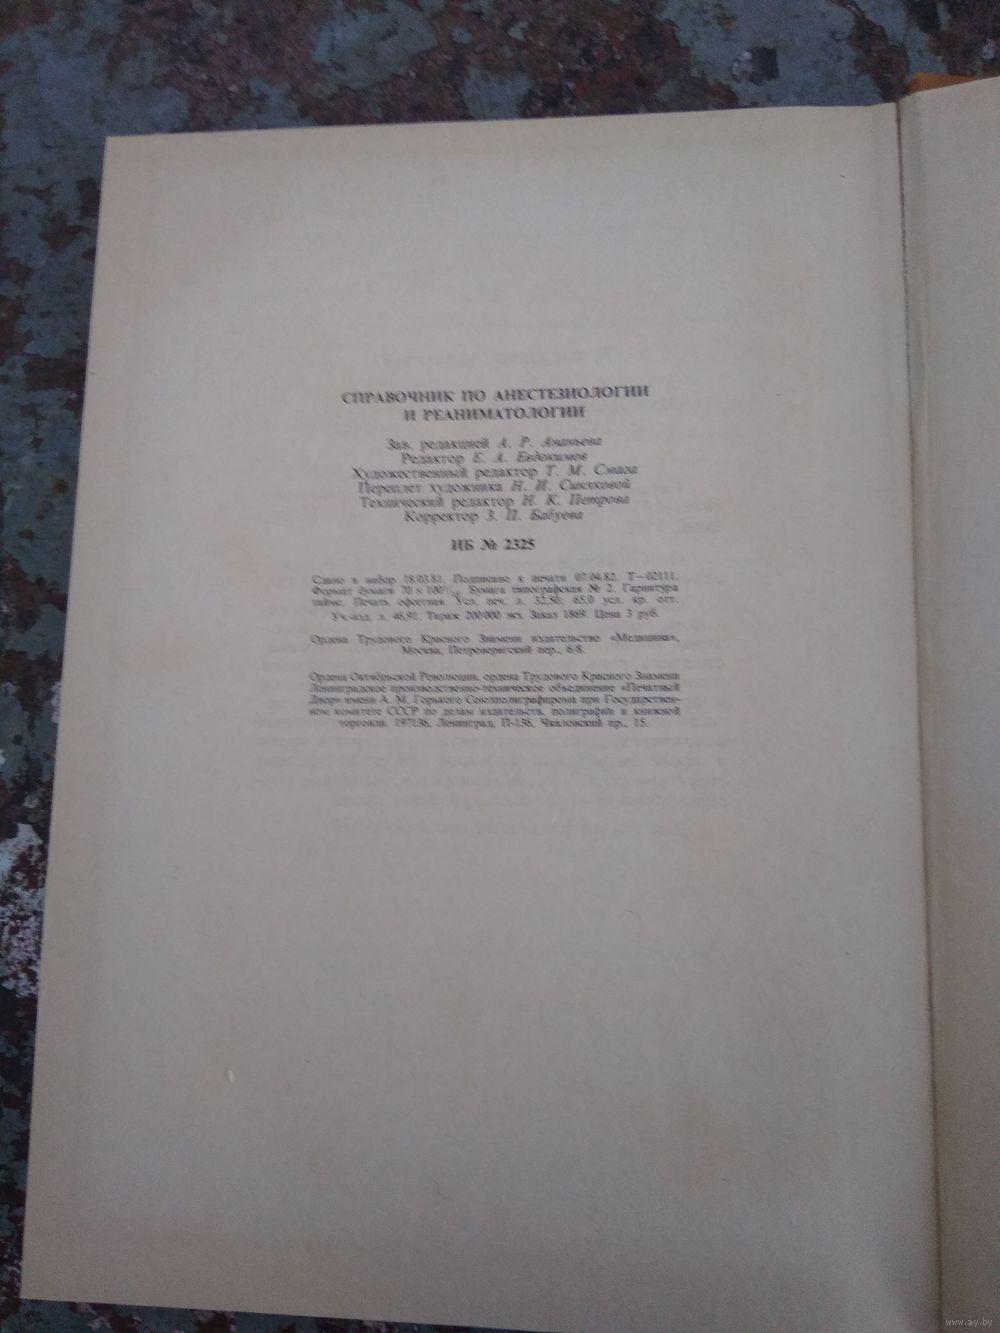 СПРАВОЧНИК ПО АНЕСТЕЗИОЛОГИИ
И РЕАНИМАТОЛОГИИ
Зав. редакцией А. Р. Ананьева
Редактор Е. А. Евдокимов
Художественный редактор Т. М. Смага
Переплет художника Н. И. Синяковой
Технический редактор Н. К. Петрова
Корректор З. П. Бабуева
ИБ № 2325
Сдано в набор 18.03.81. Подписано к печати 07.04.82. Т—02111.
Формат бумаги 70 × 100 Бумага типографская № 2. Гарнитура
таймс. Печать офсетная. Усл. печ. л. 32,50; 65,0 усл. кр. отт.
Уч-изд. л. 46,91. Тираж 200/000 экз. Заказ 1869. Цена 3 руб.
Ордена Трудового Красного Знамени издательство «Медицина»,
Москва, Петроверигский пер., 6/8.
Ордена Октябрьской Революции, ордена Трудового Красного Знамени
Ленинградское производственно-техническое объединение «Печатный
Двор» имени А. М. Горького Союзполиграфпрома при Государствен-
ном комитете СССР по делам издательств, полиграфии и книжной
торговли. 197136, Ленинград, П-136, Чкаловский пр., 15.
www.ay.by